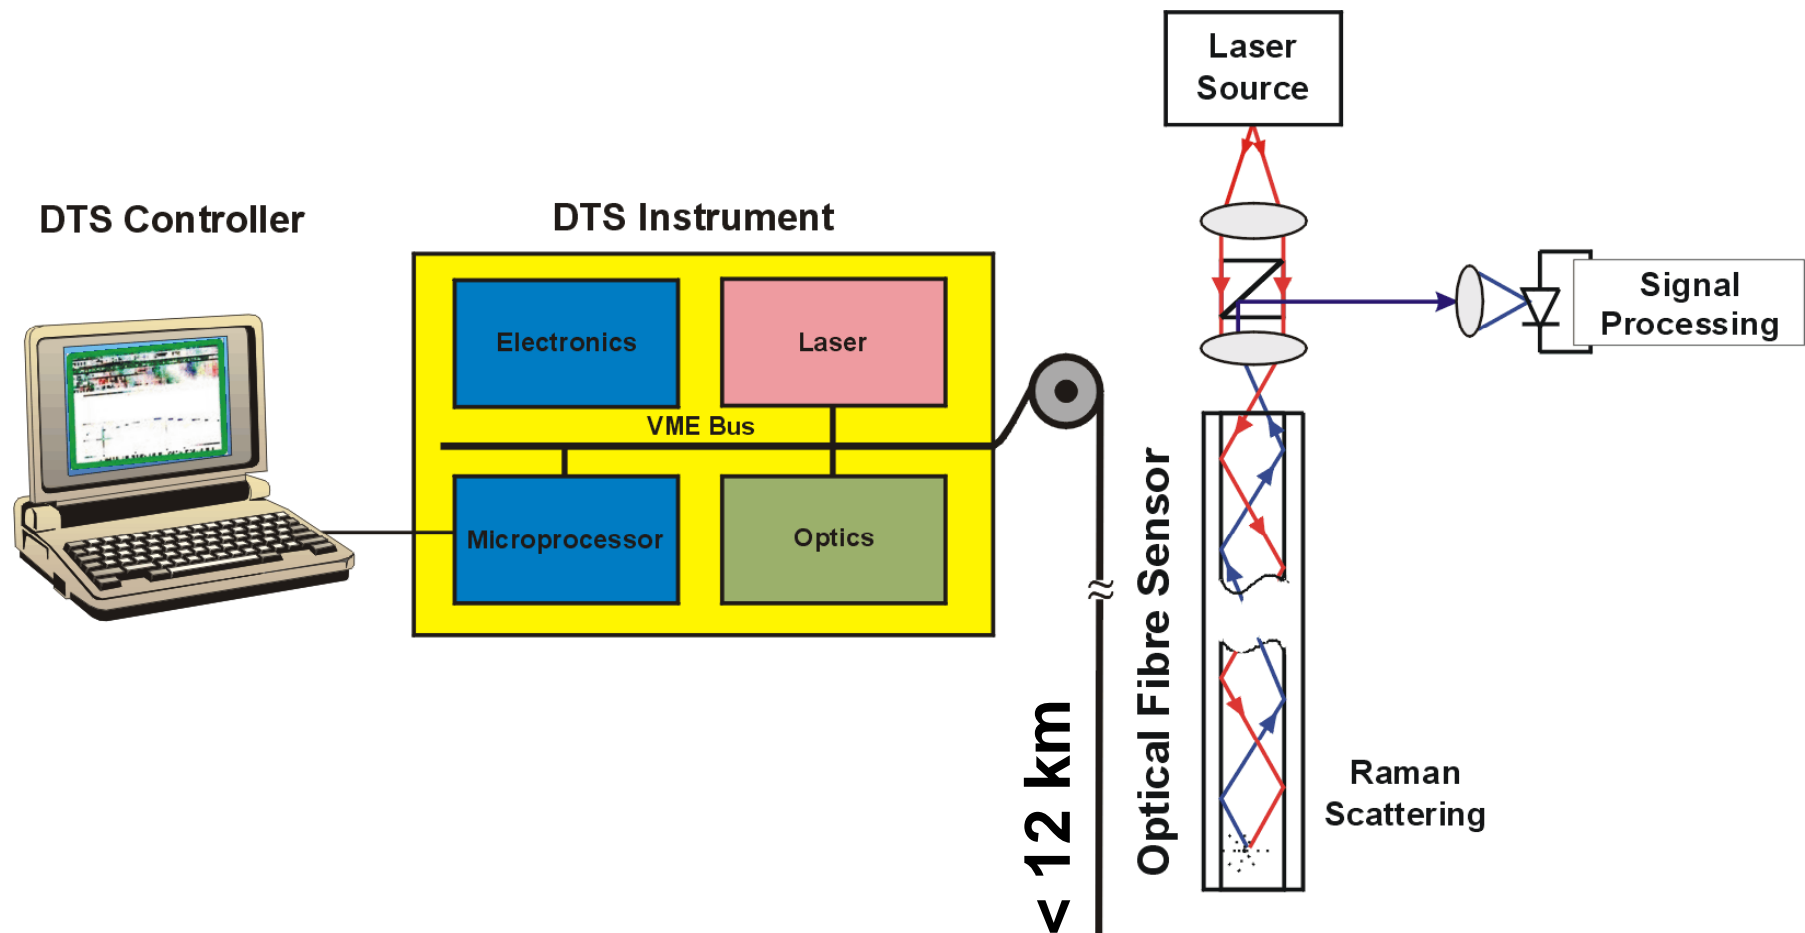 DTS Controller
DTS Instrument
Electronics
Laser
VME Bus
Microprocessor
Optics
< 12 km
Optical Fibre Sensor
Laser
Source
Signal
Processing
Raman
Scattering